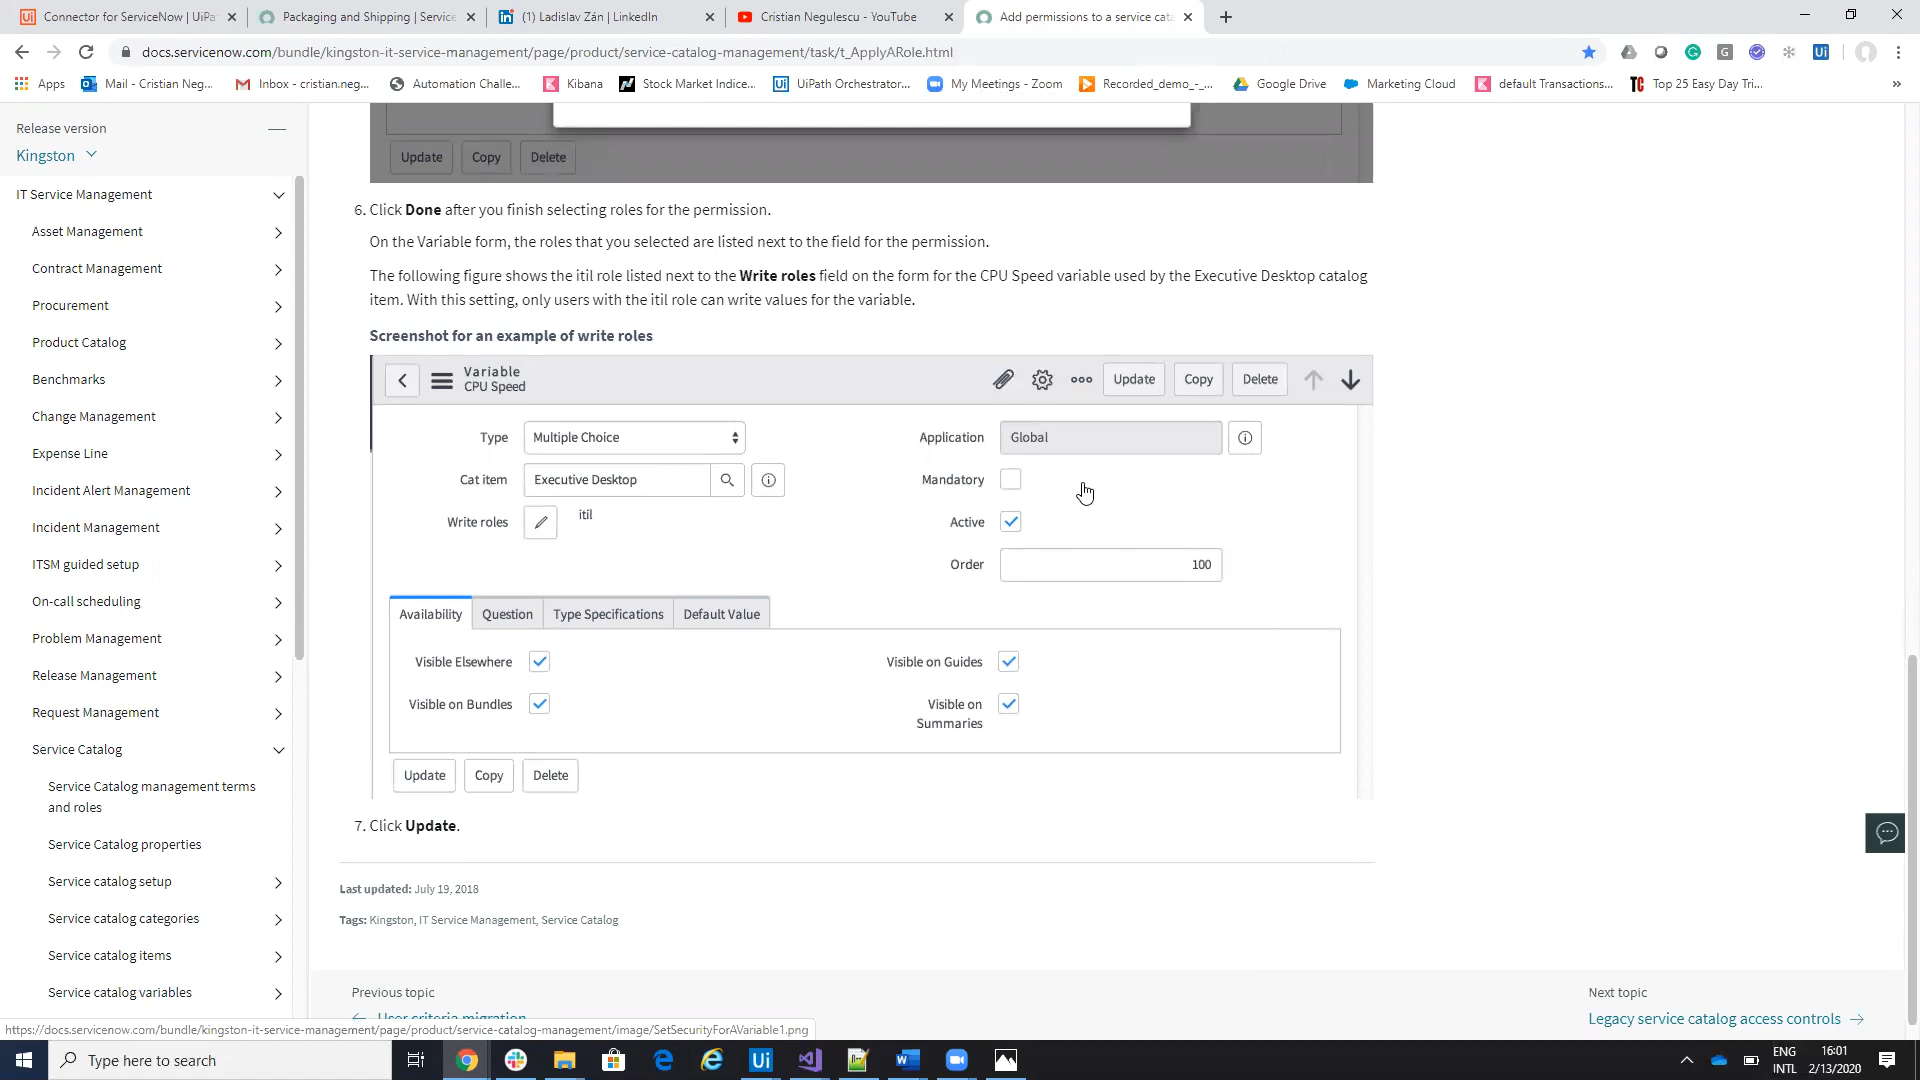 Connector for ServiceNow | UiPa
Packaging and Shipping | Service
(1) Ladislav Zán | LinkedIn
Cristian Negulescu - YouTube
Add permissions to a service cata
docs.servicenow.com/bundle/kingston-it-service-management/page/product/service-catalog-management/task/t_ApplyARole.html
Apps
Mail - Cristian Neg...
Inbox - cristian.neg...
Automation Challe...
Kibana
Stock Market Indice...
UiPath Orchestrator...
My Meetings - Zoom
Recorded_demo_-_...
Google Drive
Marketing Cloud
default Transactions...
Top 25 Easy Day Tri...
Release version
Kingston
IT Service Management
Asset Management
Contract Management
Procurement
Product Catalog
Benchmarks
Change Management
Expense Line
Incident Alert Management
Incident Management
ITSM guided setup
On-call scheduling
Problem Management
Release Management
Request Management
Service Catalog
Service Catalog management terms
and roles
Service Catalog properties
Service catalog setup
Service catalog categories
Service catalog items
Service catalog variables
Update Copy Delete
6. Click Done after you finish selecting roles for the permission.
On the Variable form, the roles that you selected are listed next to the field for the permission.
The following figure shows the itil role listed next to the Write roles field on the form for the CPU Speed variable used by the Executive Desktop catalog
item. With this setting, only users with the itil role can write values for the variable.
Screenshot for an example of write roles
Variable
CPU Speed
Update Copy Delete
Type Multiple Choice
Application Global
Cat item Executive Desktop
Mandatory
Write roles itil
Active
Order 100
Availability Question Type Specifications Default Value
Visible Elsewhere
Visible on Guides
Visible on Bundles
Visible on
Summaries
Update Copy Delete
7. Click Update.
Last updated: July 19, 2018
Tags: Kingston, IT Service Management, Service Catalog
Previous topic
User criteria migration
Next topic
Legacy service catalog access controls
https://docs.servicenow.com/bundle/kingston-it-service-management/page/product/service-catalog-management/image/SetSecurityForAVariable1.png
Type here to search
ENG
INTL
16:01
2/13/2020